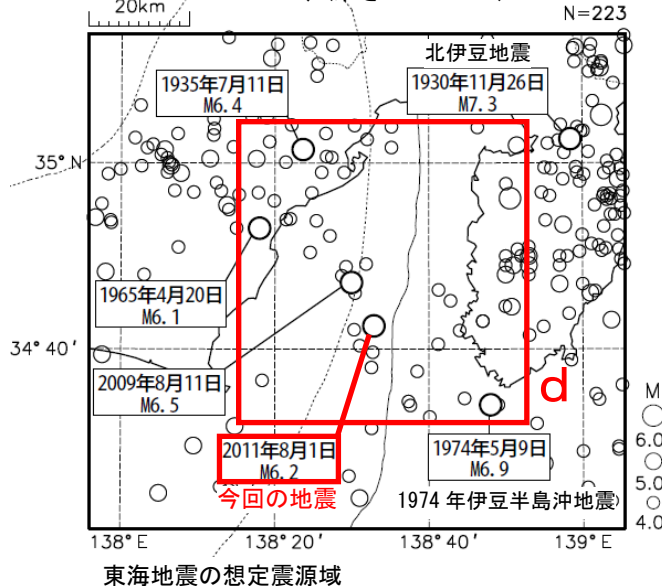 20km
N=223
北伊豆地震
1935年7月11日
M6.4
1930年11月26日
M7.3
35°N
1965年4月20日
M6.1
34°40′
2009年8月11日
M6.5
d
2011年8月1日
M6.2
今回の地震
1974年5月9日
M6.9
1974年伊豆半島沖地震
M
6.0
5.0
4.0
138°E
138°20′
138°40′
139°E
東海地震の想定震源域